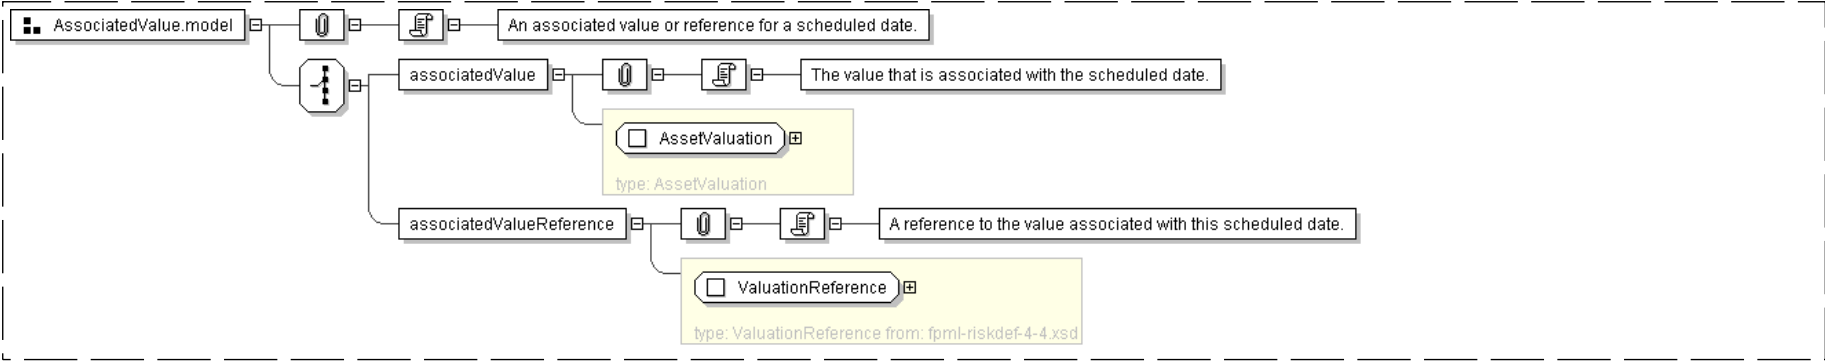 AssociatedValue.model
An associated value or reference for a scheduled date.
associatedValue
The value that is associated with the scheduled date.
AssetValuation
type: AssetValuation
associatedValueReference
A reference to the value associated with this scheduled date.
ValuationReference
type: ValuationReference from: fpml-riskdef-4-4.xsd